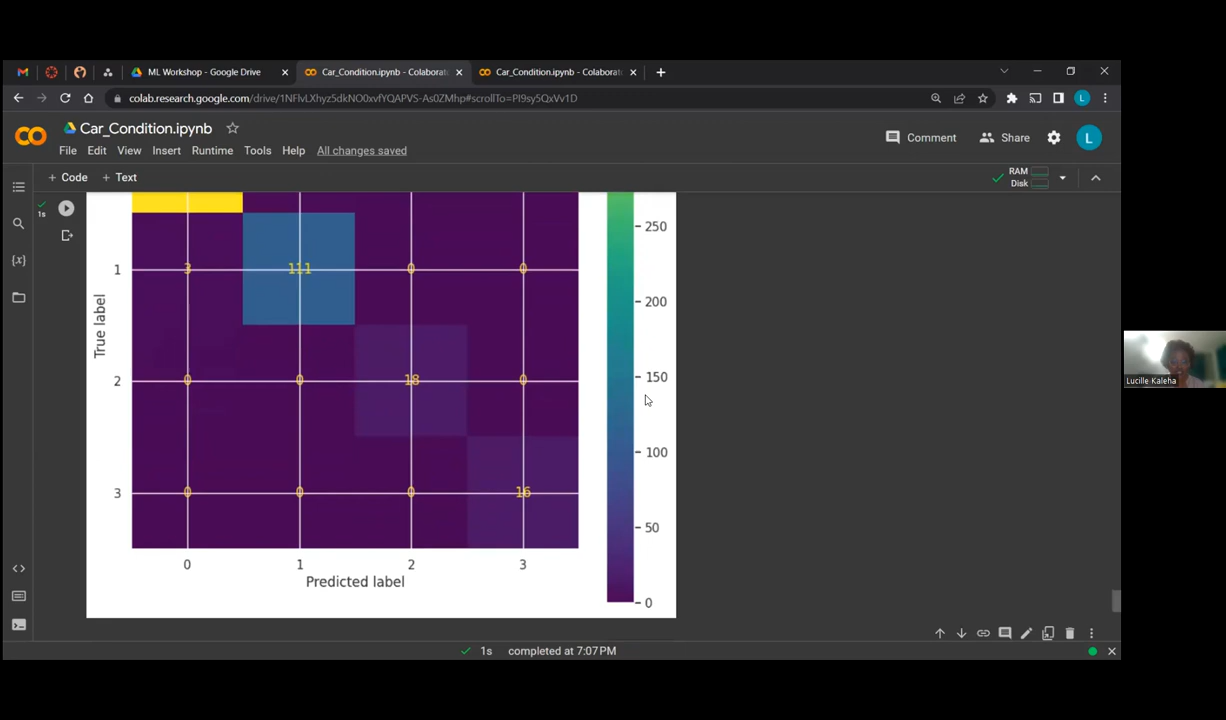 ML Workshop - Google Drive
Car_Condition.ipynb - Colaborat
Car_Condition.ipynb - Colaborat
colab.research.google.com/drive/1NFlvLXhyz5dkNO0xvfYQAPVS-As0ZMhp#scrollTo=PI9sy5QxVv1D
L
Car_Condition.ipynb
Comment
Share
L
File Edit View Insert Runtime Tools Help All changes saved
+ Code + Text
RAM
Disk
1s
{x}
250
200
150
100
50
0
True label
1 3 111 0 0
2 0 0 18 0
3 0 0 0 16
0 1 2 3
Predicted label
Lucille Kaleha
1s completed at 7:07 PM